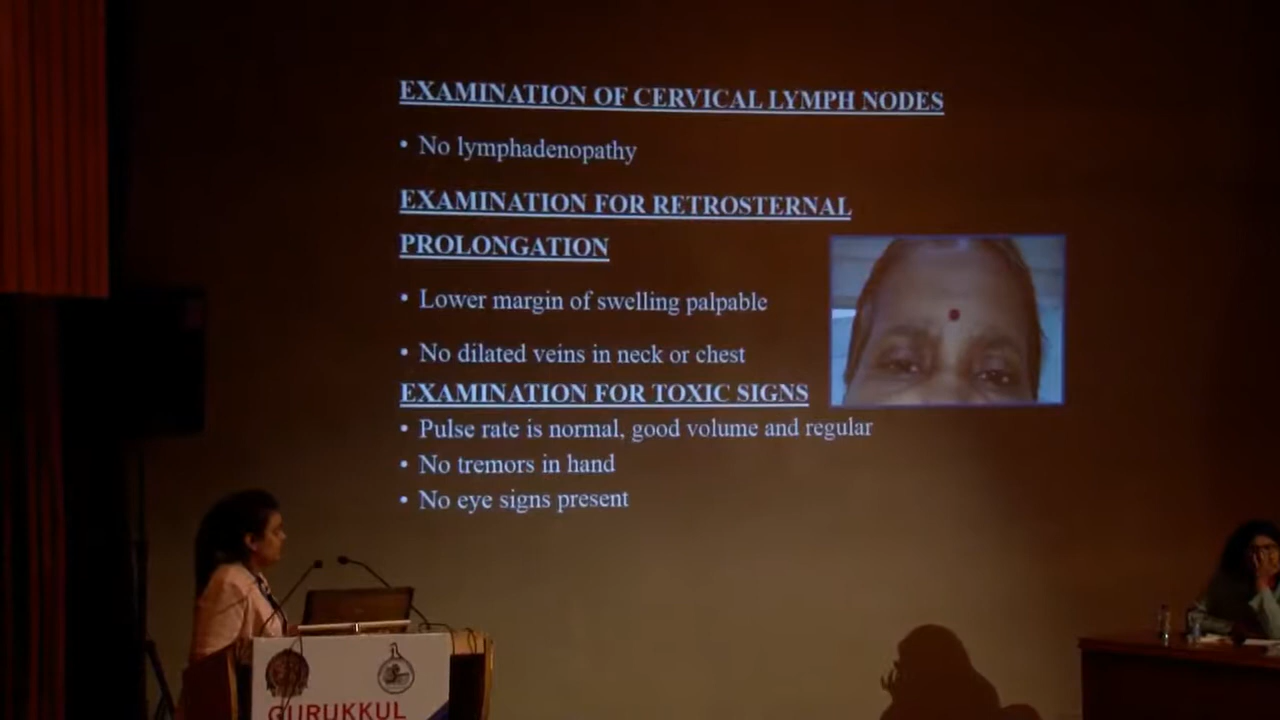 EXAMINATION OF CERVICAL LYMPH NODES
• No lymphadenopathy
EXAMINATION FOR RETROSTERNAL
PROLONGATION
• Lower margin of swelling palpable
• No dilated veins in neck or chest
EXAMINATION FOR TOXIC SIGNS
• Pulse rate is normal, good volume and regular
• No tremors in hand
• No eye signs present
GURUKKUL